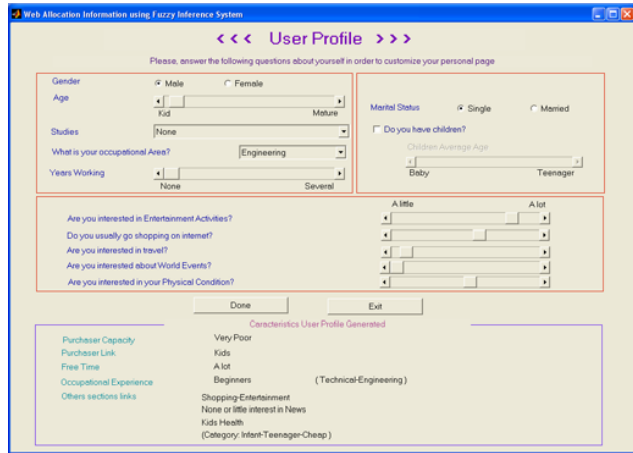 Web Allocation Information using Fuzzy Inference System
< < < User Profile > > >
Please, answer the following questions about yourself in order to customize your personal page
Gender Male Female
Age
Kid Mature
Studies None
What is your occupational Area? Engineering
Years Working
None Several
Marital Status Single Married
Do you have children?
Children Average Age
Baby Teenager
A little A lot
Are you interested in Entertainment Activities?
Do you usually go shopping on internet?
Are you interested in travel?
Are you interested about World Events?
Are you interested in your Physical Condition?
Done Exit
Caracteristics User Profile Generated
Purchaser Capacity Very Poor
Purchaser Link Kids
Free Time A lot
Occupational Experience Beginners ( Technical-Engineering )
Others sections links Shopping-Entertainment
None or little interest in News
Kids Health
(Category: Infant-Teenager-Cheap )